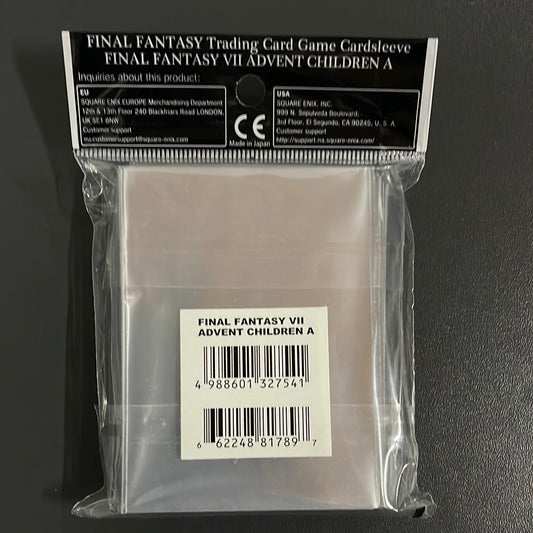 FINAL FANTASY Trading Card Game Cardsleeve
FINAL FANTASY VII ADVENT CHILDREN A
Inquiries about this product:
EU
SQUARE ENIX EUROPE Merchandising Department
12th & 13th Floor 240 Blackfriars Road LONDON,
UK SE1 8NW
Customer support
eu.customersupport@square-enix.com
CE
Made in Japan
USA
SQUARE ENIX, INC.
999 N. Sepulveda Boulevard,
3rd Floor, El Segundo, CA 90245, U. S. A.
Customer support
http://support.na.square-enix.com/
FINAL FANTASY VII
ADVENT CHILDREN A
4 988601 327541
6 62248 81789 7